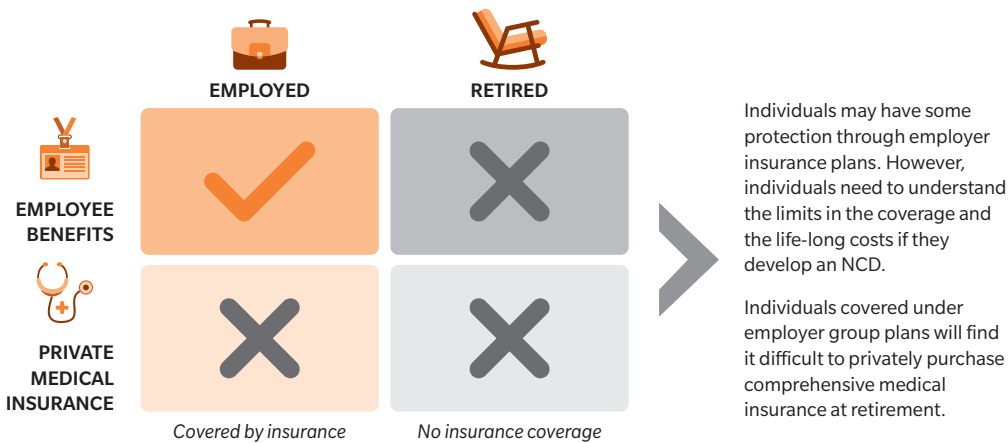 EMPLOYED
RETIRED
EMPLOYEE
BENEFITS
PRIVATE
MEDICAL
INSURANCE
Covered by insurance
No insurance coverage
Individuals may have some
protection through employer
insurance plans. However,
individuals need to understand
the limits in the coverage and
the life-long costs if they
develop an NCD.
Individuals covered under
employer group plans will find
it difficult to privately purchase
comprehensive medical
insurance at retirement.